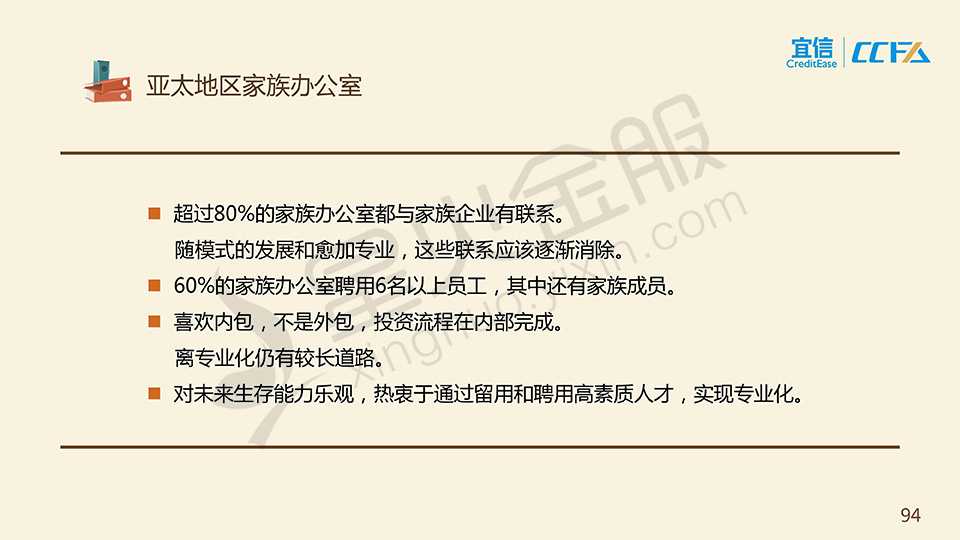 宜信
CreditEase
CCFA
亚太地区家族办公室
超过80%的家族办公室都与家族企业有联系。
随模式的发展和愈加专业，这些联系应该逐渐消除。
60%的家族办公室聘用6名以上员工，其中还有家族成员。
喜欢内包，不是外包，投资流程在内部完成。
离专业化仍有较长道路。
对未来生存能力乐观，热衷于通过留用和聘用高素质人才，实现专业化。
星火金服
xinghuo.yixin.com
94